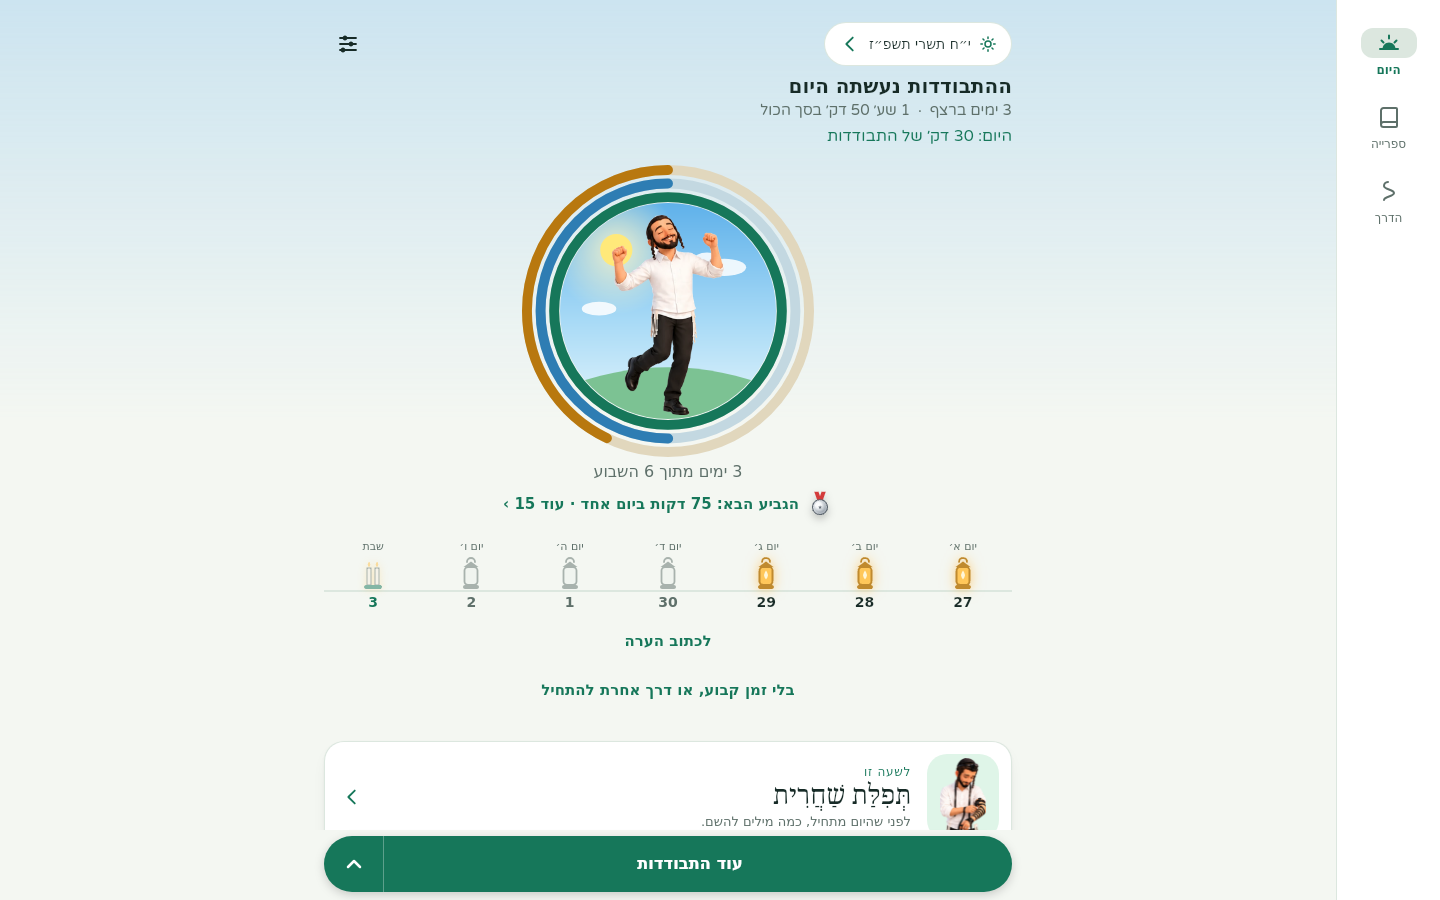 היום
ספרייה
הדרך
י״ח תשרי תשפ״ז
ההתבודדות נעשתה היום
3 ימים ברצף · 1 שע׳ 50 דק׳ בסך הכול
היום: 30 דק׳ של התבודדות
3 ימים מתוך 6 השבוע
הגביע הבא: 75 דקות ביום אחד · עוד 15 ›
יום א׳ יום ב׳ יום ג׳ יום ד׳ יום ה׳ יום ו׳ שבת
27 28 29 30 1 2 3
לכתוב הערה
בלי זמן קבוע, או דרך אחרת להתחיל
לשעה זו
תְּפִלַּת שַׁחֲרִית
לפני שהיום מתחיל, כמה מילים להשם.
עוד התבודדות